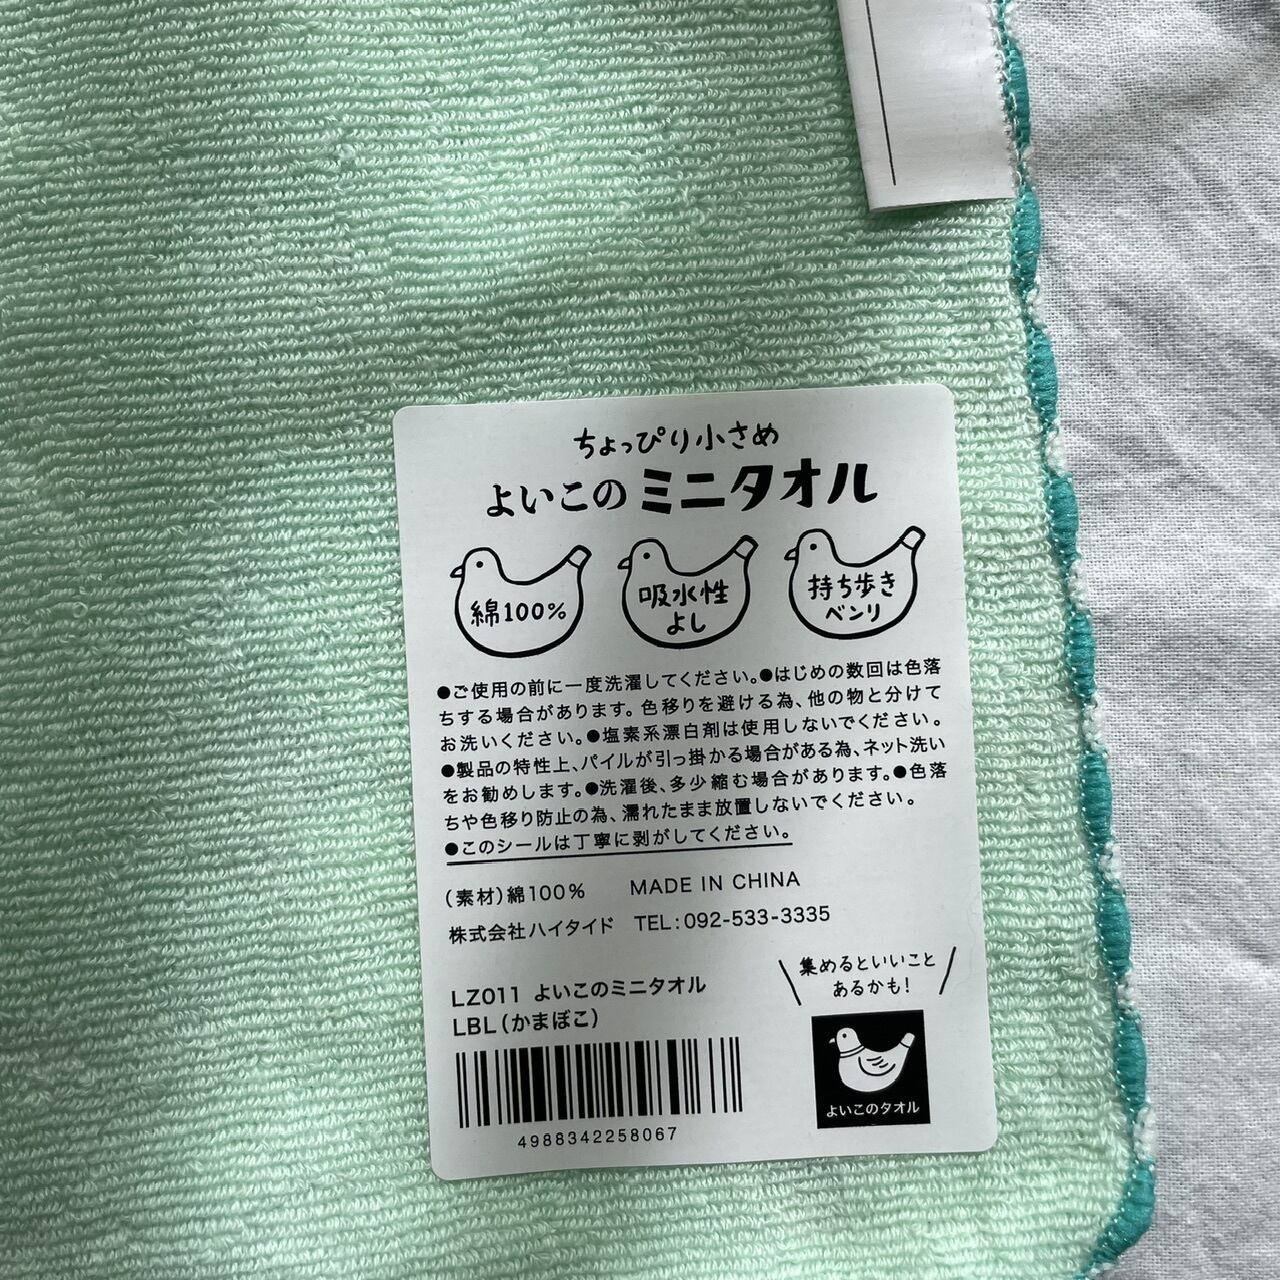 ちょっぴり小さめ
よいこの ミニタオル
綿100%
吸水性
よし
持ち歩き
ベンリ
●ご使用の前に一度洗濯してください。●はじめの数回は色落
ちする場合があります。色移りを避ける為、他の物と分けて
お洗いください。●塩素系漂白剤は使用しないでください。
●製品の特性上、パイルが引っ掛かる場合がある為、ネット洗い
をお勧めします。●洗濯後、多少縮む場合があります。●色落
ちや色移り防止の為、濡れたまま放置しないでください。
●このシールは丁寧に剥がしてください。
(素材)綿100% MADE IN CHINA
株式会社ハイタイド TEL:092-533-3335
LZ011 よいこのミニタオル
LBL(かまぼこ)
4988342258067
集めるといいこと
あるかも!
よいこのタオル